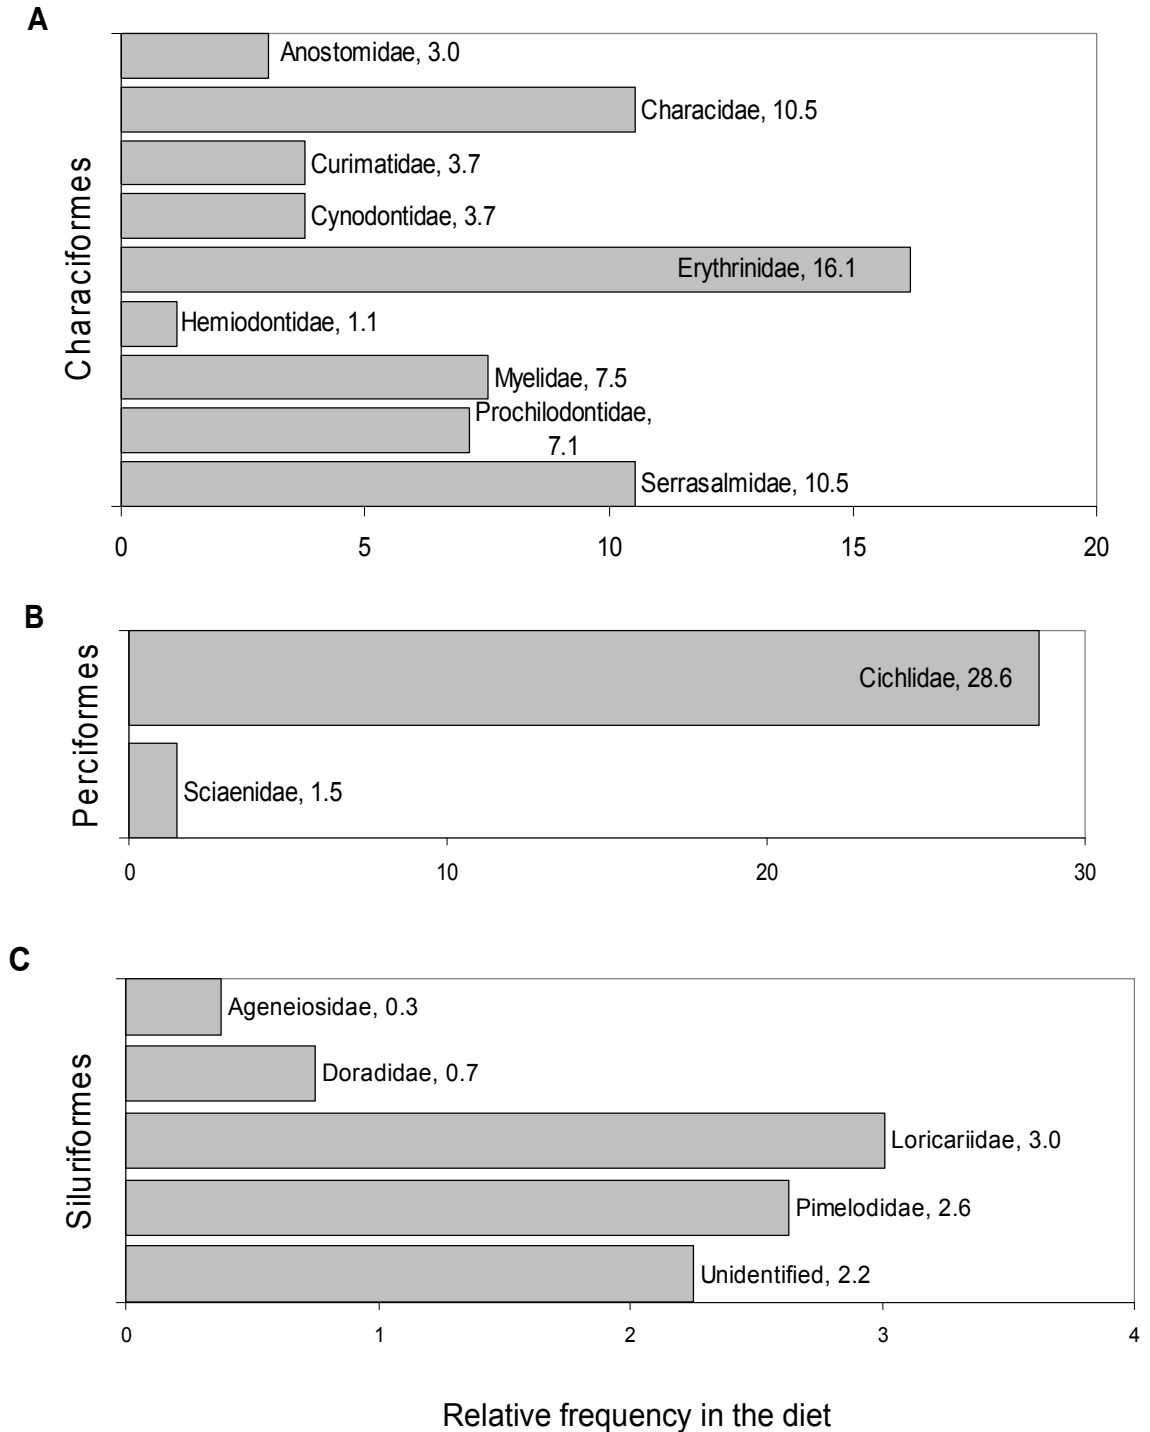 A
Characiformes
Anostomidae, 3.0
Characidae, 10.5
Curimatidae, 3.7
Cynodontidae, 3.7
Erythrinidae, 16.1
Hemiodontidae, 1.1
Myelidae, 7.5
Prochilodontidae,
7.1
Serrasalmidae, 10.5
0 5 10 15 20
B
Perciformes
Cichlidae, 28.6
Sciaenidae, 1.5
0 10 20 30
C
Siluriformes
Ageneiosidae, 0.3
Doradidae, 0.7
Loricariidae, 3.0
Pimelodidae, 2.6
Unidentified, 2.2
0 1 2 3 4
Relative frequency in the diet